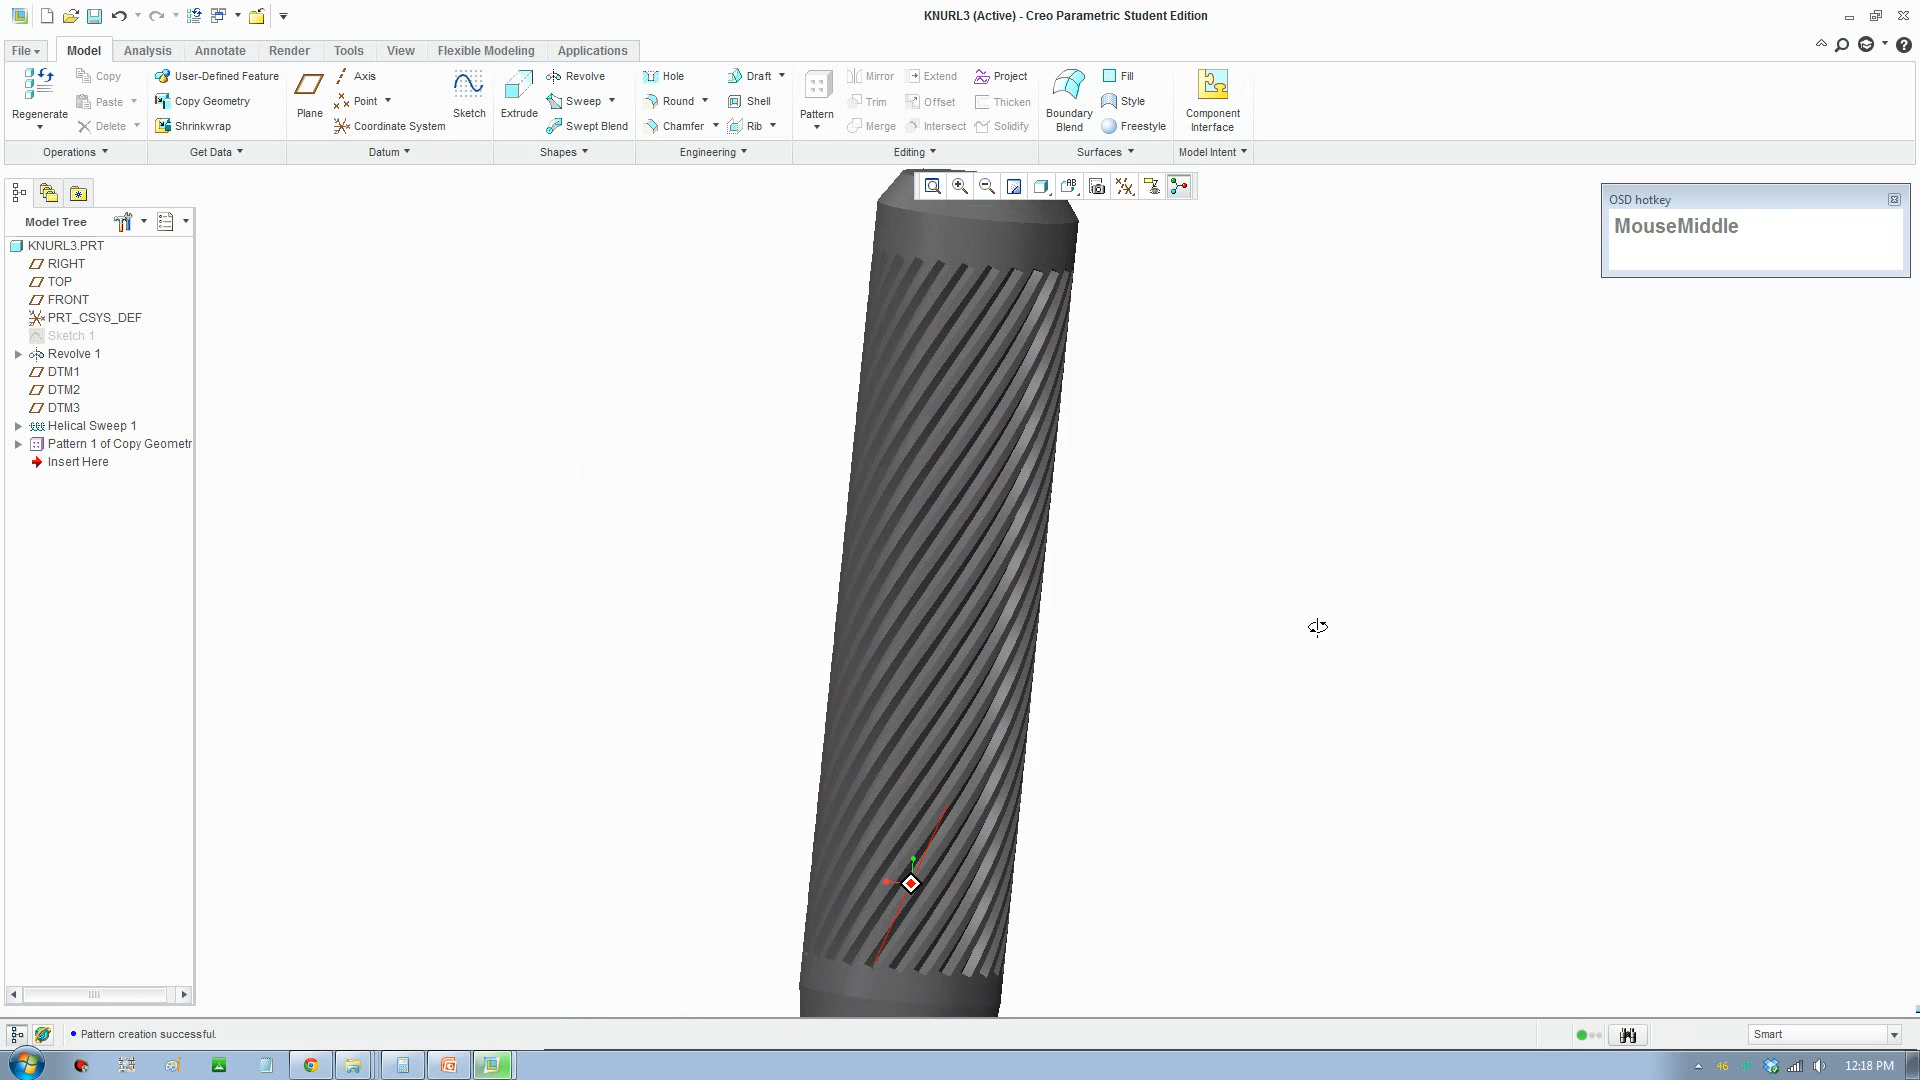 KNURL3 (Active) - Creo Parametric Student Edition
File Model Analysis Annotate Render Tools View Flexible Modeling Applications
Regenerate
Copy
Paste
Delete
Operations
User-Defined Feature
Copy Geometry
Shrinkwrap
Get Data
Plane
Axis
Point
Coordinate System
Sketch
Datum
Extrude
Revolve
Sweep
Swept Blend
Shapes
Hole
Round
Chamfer
Draft
Shell
Rib
Engineering
Pattern
Mirror
Trim
Merge
Extend
Offset
Intersect
Project
Thicken
Solidify
Editing
Boundary
Blend
Fill
Style
Freestyle
Surfaces
Component
Interface
Model Intent
Model Tree
KNURL3.PRT
RIGHT
TOP
FRONT
PRT_CSYS_DEF
Sketch 1
Revolve 1
DTM1
DTM2
DTM3
Helical Sweep 1
Pattern 1 of Copy Geometr
Insert Here
OSD hotkey
MouseMiddle
Pattern creation successful.
Smart
46
12:18 PM